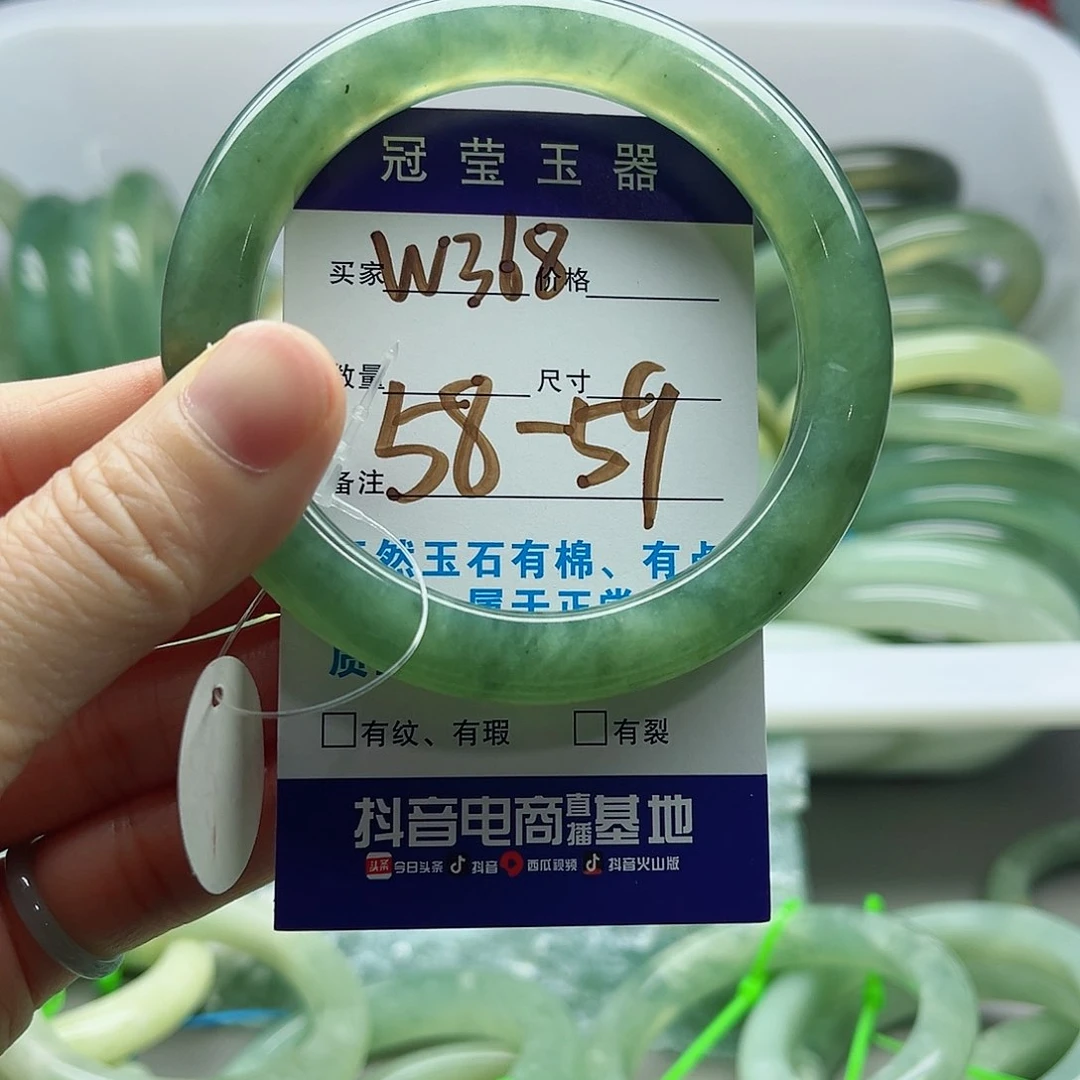 冠莹玉器
买家 W318 价格
数量 尺寸
58-59
备注
然玉石有棉、有点
属于正常
质
□有纹、有瑕 □有裂
抖音电商直播基地
头条 今日头条 抖音 西瓜视频 抖音火山版